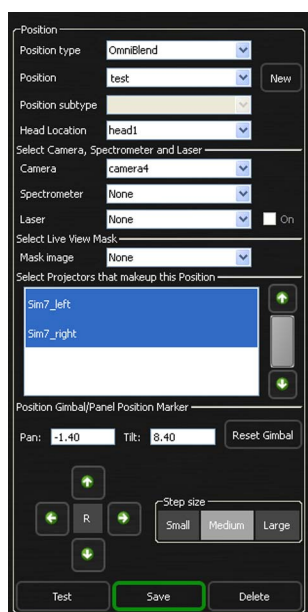 Position
Position type OmniBlend
Position test New
Position subtype
Head Location head1
Select Camera, Spectrometer and Laser
Camera camera4
Spectrometer None
Laser None On
Select Live View Mask
Mask image None
Select Projectors that makeup this Position
Sim7_left
Sim7_right
Position Gimbal/Panel Position Marker
Pan: -1.40 Tilt: 8.40 Reset Gimbal
R
Step size
Small Medium Large
Test Save Delete